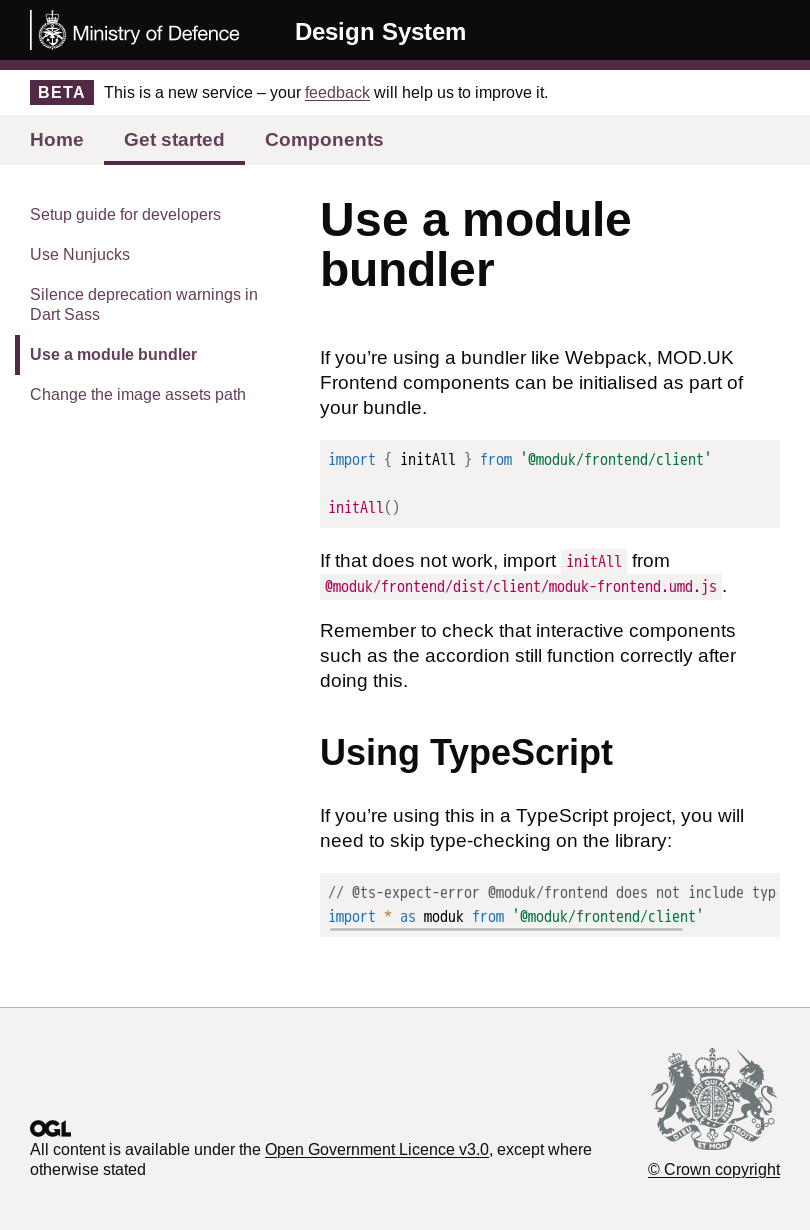 Ministry of Defence
Design System
BETA This is a new service – your feedback will help us to improve it.
Home Get started Components
Setup guide for developers
Use Nunjucks
Silence deprecation warnings in
Dart Sass
Use a module bundler
Change the image assets path
Use a module
bundler
If you’re using a bundler like Webpack, MOD.UK
Frontend components can be initialised as part of
your bundle.
import { initAll } from '@moduk/frontend/client'
initAll()
If that does not work, import initAll from
@moduk/frontend/dist/client/moduk-frontend.umd.js.
Remember to check that interactive components
such as the accordion still function correctly after
doing this.
Using TypeScript
If you’re using this in a TypeScript project, you will
need to skip type-checking on the library:
// @ts-expect-error @moduk/frontend does not include typ
import * as moduk from '@moduk/frontend/client'
OGL
All content is available under the Open Government Licence v3.0, except where
otherwise stated
© Crown copyright